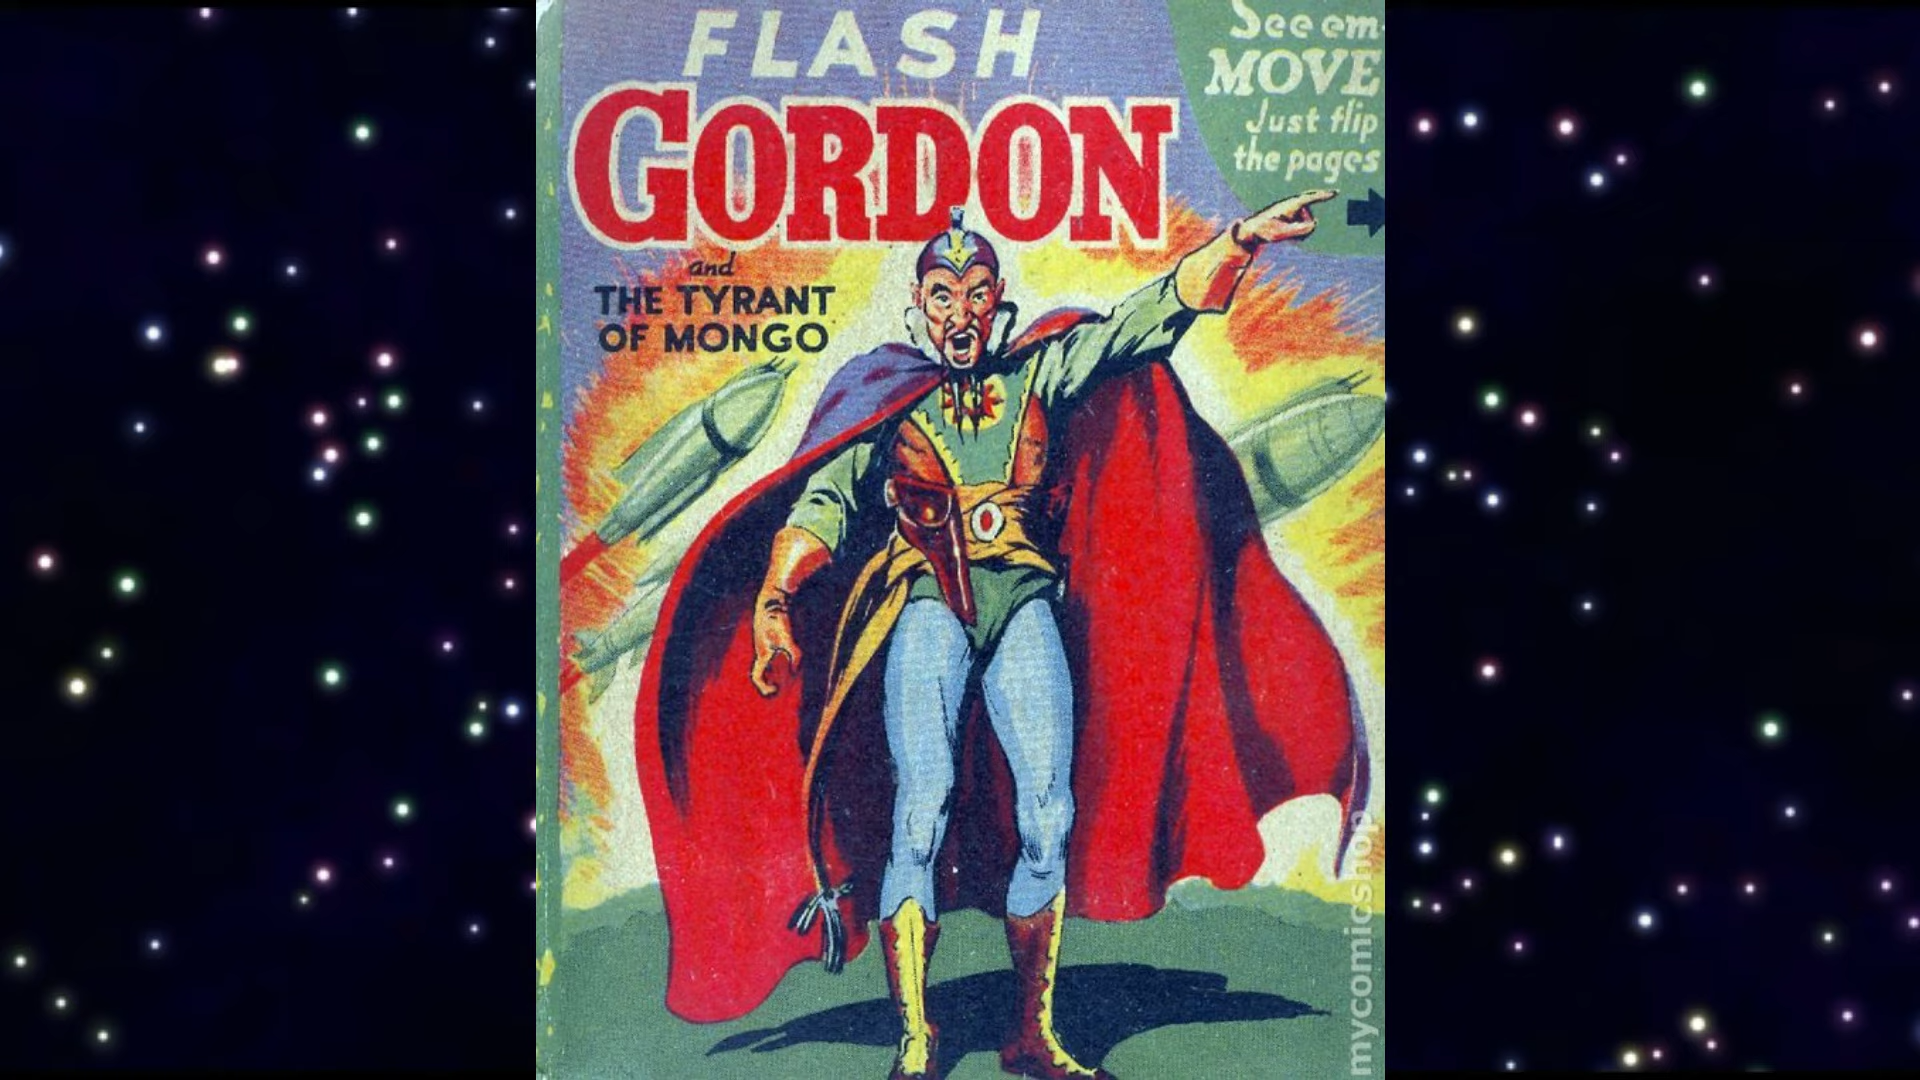 FLASH
GORDON
and
THE TYRANT
OF MONGO
See em
MOVE
Just flip
the pages
mycomicshop